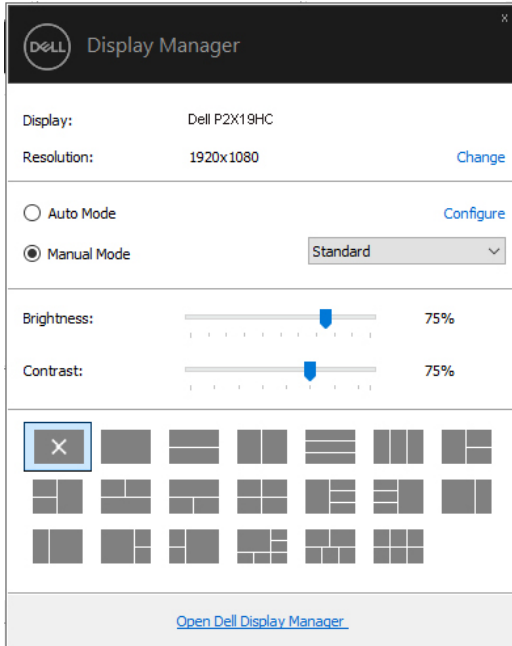 x
DELL Display Manager
Display: Dell P2X19HC
Resolution: 1920x1080 Change
Auto Mode Configure
Manual Mode Standard
Brightness: 75%
Contrast: 75%
Open Dell Display Manager